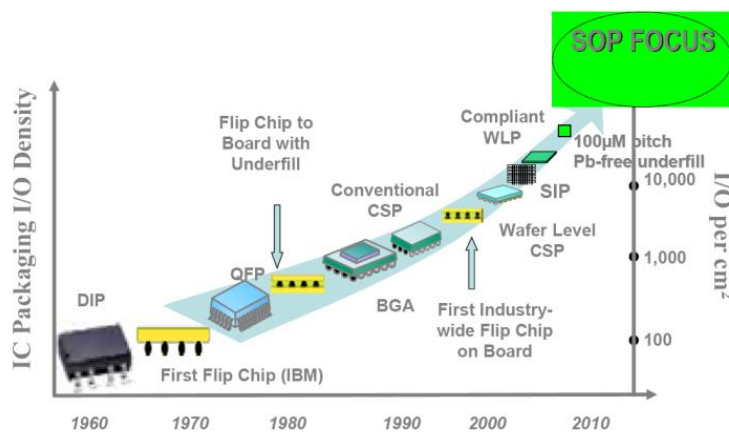 SOP FOCUS
IC Packaging I/O Density
Flip Chip to
Board with
Underfill
Compliant
WLP
100µM pitch
Pb-free underfill
Conventional
CSP
SIP
10,000
I/O per cm²
QFP
Wafer Level
CSP
1,000
DIP
BGA
First Industry-
wide Flip Chip
on Board
100
First Flip Chip (IBM)
1960
1970
1980
1990
2000
2010